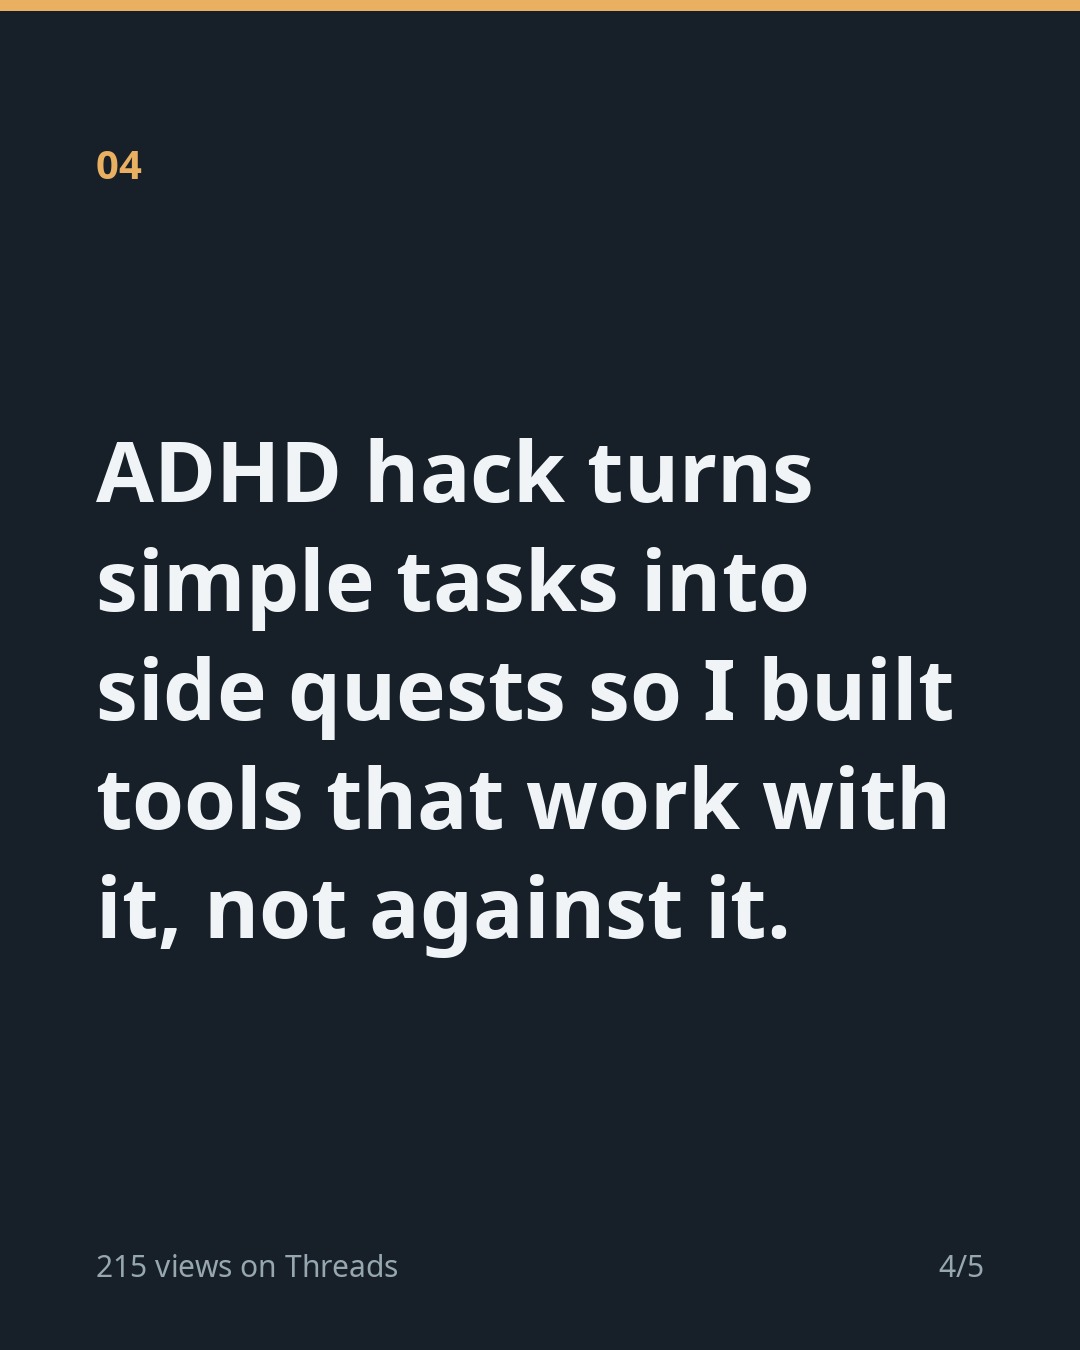 04
ADHD hack turns
simple tasks into
side quests so I built
tools that work with
it, not against it.
215 views on Threads
4/5